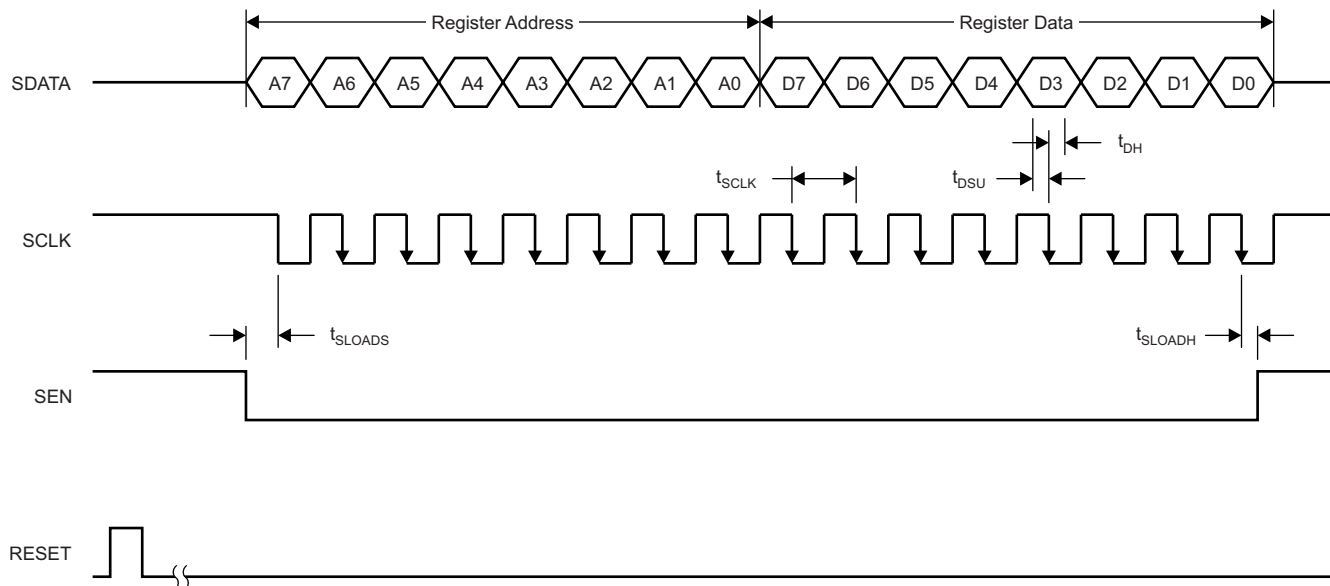 Register Address
Register Data
SDATA
A7 A6 A5 A4 A3 A2 A1 A0 D7 D6 D5 D4 D3 D2 D1 D0
tDH
tSCLK
tDSU
SCLK
tSLOADS
tSLOADH
SEN
RESET